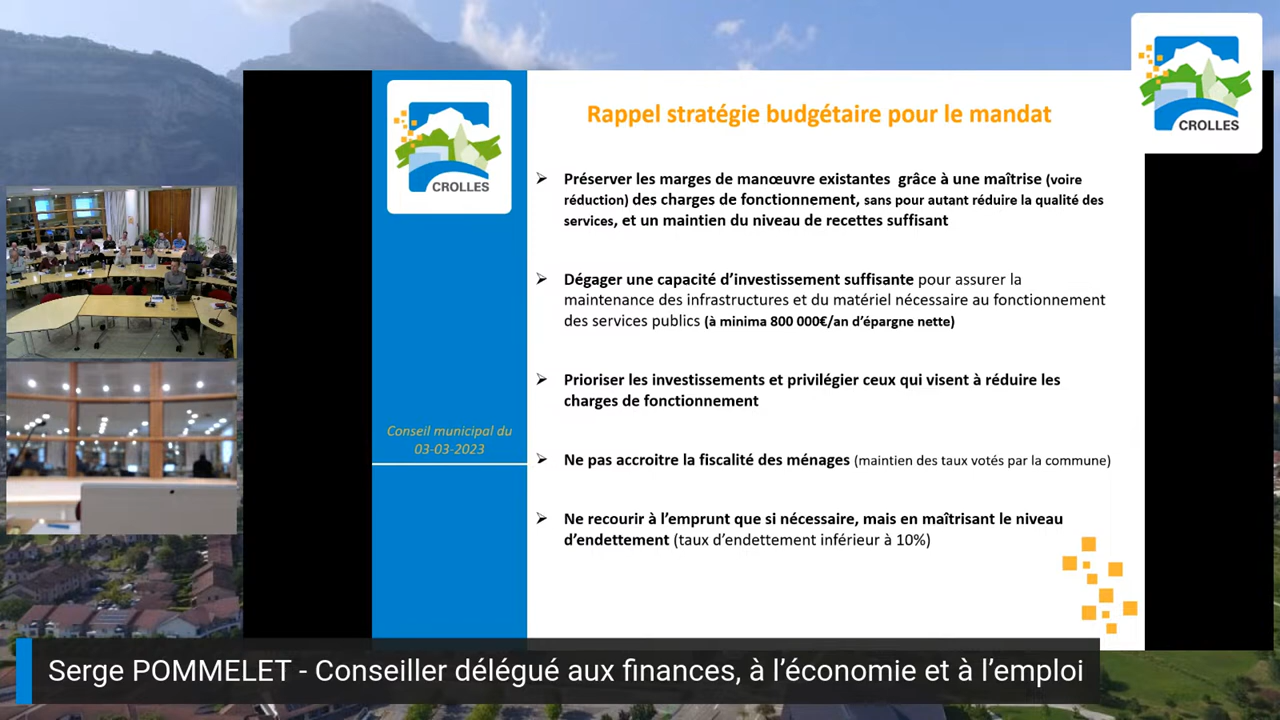 CROLLES
CROLLES
Rappel stratégie budgétaire pour le mandat
➢ Préserver les marges de manœuvre existantes grâce à une maîtrise (voire
réduction) des charges de fonctionnement, sans pour autant réduire la qualité des
services, et un maintien du niveau de recettes suffisant
➢ Dégager une capacité d’investissement suffisante pour assurer la
maintenance des infrastructures et du matériel nécessaire au fonctionnement
des services publics (à minima 800 000€/an d’épargne nette)
➢ Prioriser les investissements et privilégier ceux qui visent à réduire les
charges de fonctionnement
Conseil municipal du
03-03-2023
➢ Ne pas accroitre la fiscalité des ménages (maintien des taux votés par la commune)
➢ Ne recourir à l’emprunt que si nécessaire, mais en maîtrisant le niveau
d’endettement (taux d’endettement inférieur à 10%)
Serge POMMELET - Conseiller délégué aux finances, à l’économie et à l’emploi